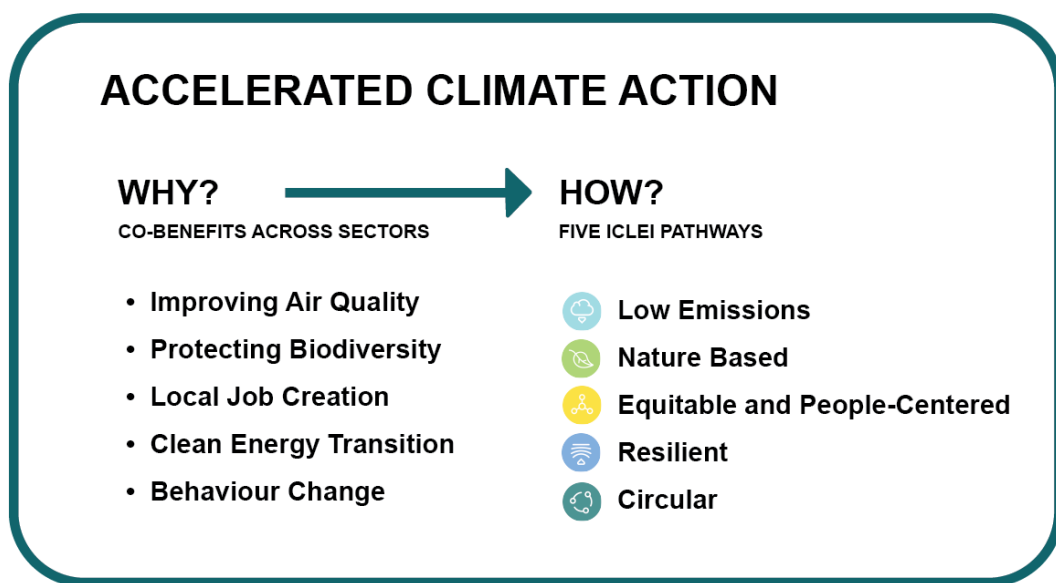 ACCELERATED CLIMATE ACTION
WHY?
CO-BENEFITS ACROSS SECTORS
• Improving Air Quality
• Protecting Biodiversity
• Local Job Creation
• Clean Energy Transition
• Behaviour Change
HOW?
FIVE ICLEI PATHWAYS
Low Emissions
Nature Based
Equitable and People-Centered
Resilient
Circular